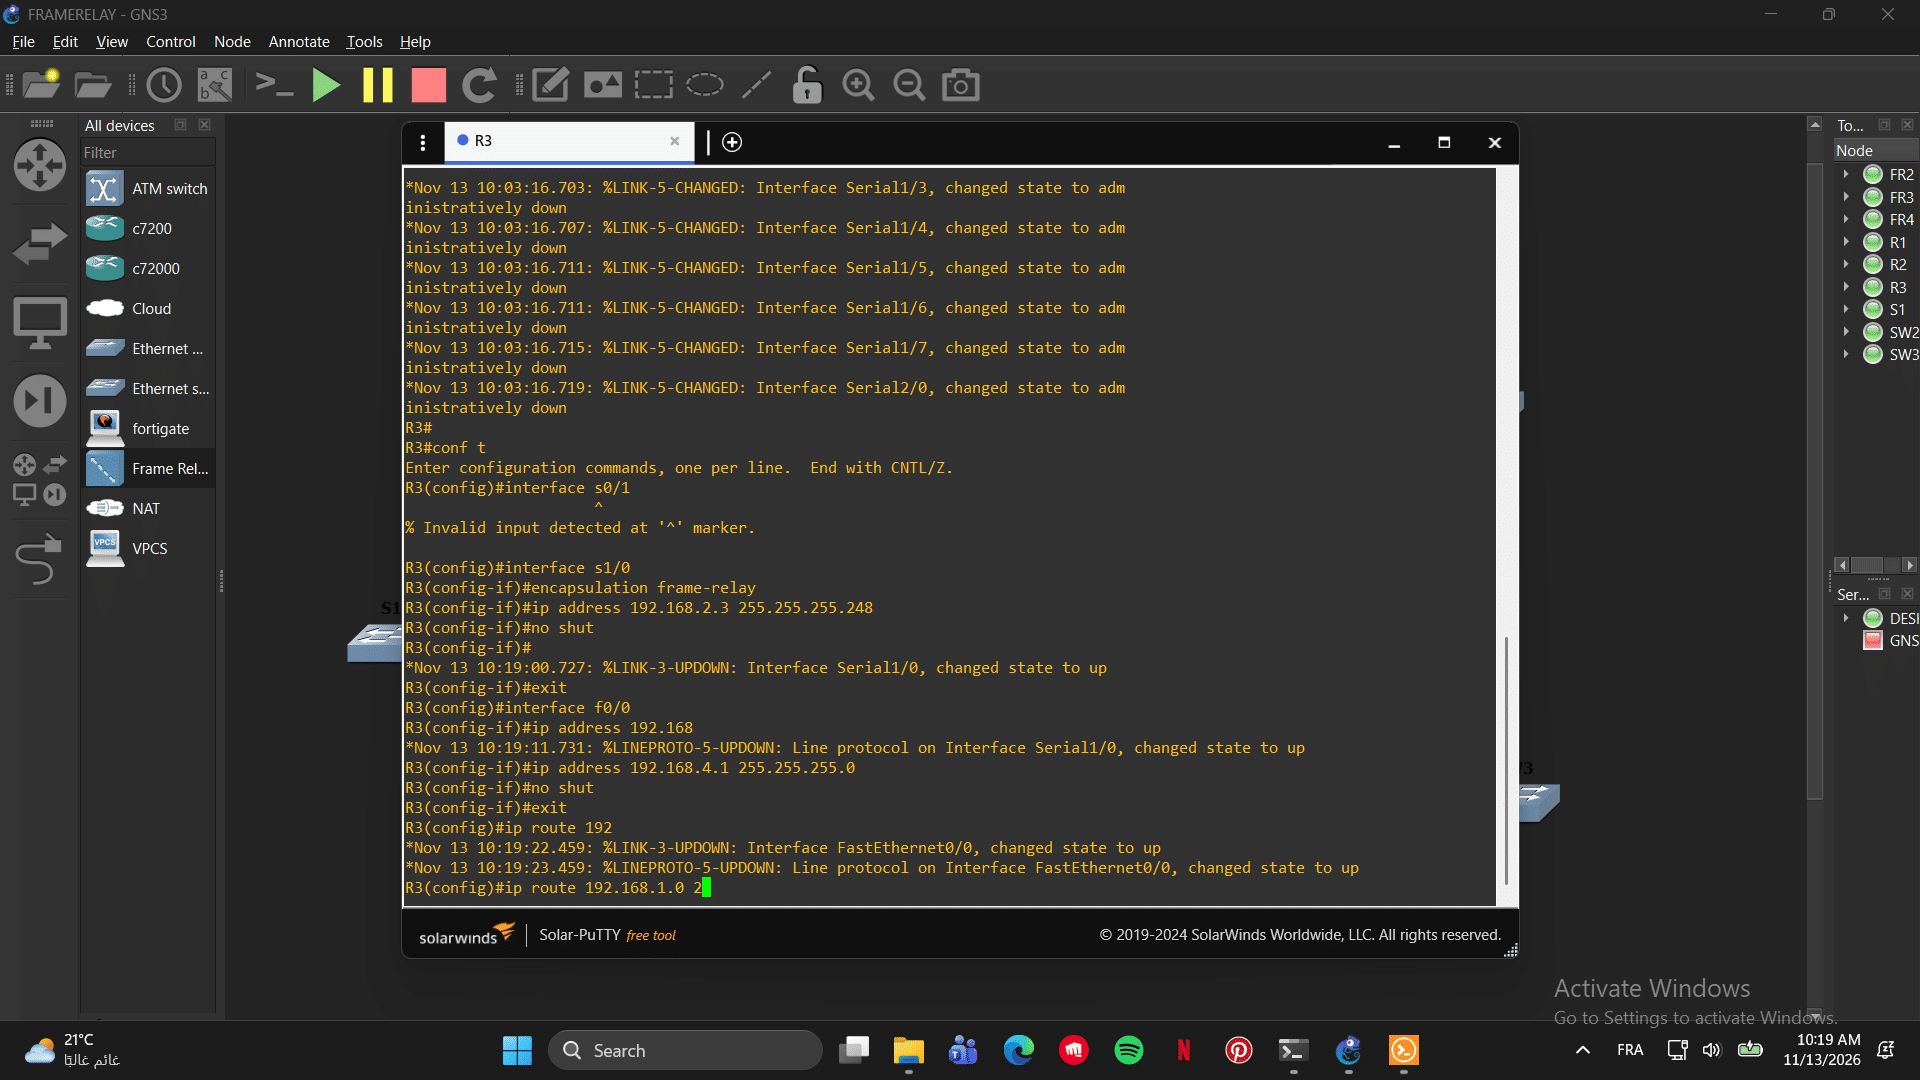 FRAMERELAY - GNS3
File Edit View Control Node Annotate Tools Help
All devices
Filter
ATM switch
c7200
c72000
Cloud
Ethernet ...
Ethernet s...
fortigate
Frame Rel...
NAT
VPCS
VPCS
S1
R3
*Nov 13 10:03:16.703: %LINK-5-CHANGED: Interface Serial1/3, changed state to adm
inistratively down
*Nov 13 10:03:16.707: %LINK-5-CHANGED: Interface Serial1/4, changed state to adm
inistratively down
*Nov 13 10:03:16.711: %LINK-5-CHANGED: Interface Serial1/5, changed state to adm
inistratively down
*Nov 13 10:03:16.711: %LINK-5-CHANGED: Interface Serial1/6, changed state to adm
inistratively down
*Nov 13 10:03:16.715: %LINK-5-CHANGED: Interface Serial1/7, changed state to adm
inistratively down
*Nov 13 10:03:16.719: %LINK-5-CHANGED: Interface Serial2/0, changed state to adm
inistratively down
R3#
R3#conf t
Enter configuration commands, one per line.  End with CNTL/Z.
R3(config)#interface s0/1
^
% Invalid input detected at '^' marker.
R3(config)#interface s1/0
R3(config-if)#encapsulation frame-relay
R3(config-if)#ip address 192.168.2.3 255.255.255.248
R3(config-if)#no shut
R3(config-if)#
*Nov 13 10:19:00.727: %LINK-3-UPDOWN: Interface Serial1/0, changed state to up
R3(config-if)#exit
R3(config)#interface f0/0
R3(config-if)#ip address 192.168
*Nov 13 10:19:11.731: %LINEPROTO-5-UPDOWN: Line protocol on Interface Serial1/0, changed state to up
R3(config-if)#ip address 192.168.4.1 255.255.255.0
R3(config-if)#no shut
R3(config-if)#exit
R3(config)#ip route 192
*Nov 13 10:19:22.459: %LINK-3-UPDOWN: Interface FastEthernet0/0, changed state to up
*Nov 13 10:19:23.459: %LINEPROTO-5-UPDOWN: Line protocol on Interface FastEthernet0/0, changed state to up
R3(config)#ip route 192.168.1.0 2
solarwinds Solar-PuTTY free tool
© 2019-2024 SolarWinds Worldwide, LLC. All rights reserved.
To...
Node
FR2
FR3
FR4
R1
R2
R3
S1
SW2
SW3
Ser...
DESI
GNS
Activate Windows
Go to Settings to activate Windows.
21°C
غائم غالبًا
Search
FRA
10:19 AM
11/13/2026